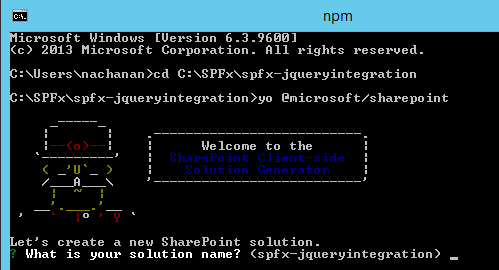 npm
Microsoft Windows [Version 6.3.9600]
(c) 2013 Microsoft Corporation. All rights reserved.
C:\Users\nachanan>cd C:\SPFx\spfx-jqueryintegration
C:\SPFx\spfx-jqueryintegration>yo @microsoft/sharepoint
Welcome to the
SharePoint Client-side
Solution Generator
Let's create a new SharePoint solution.
? What is your solution name? (spfx-jqueryintegration) _